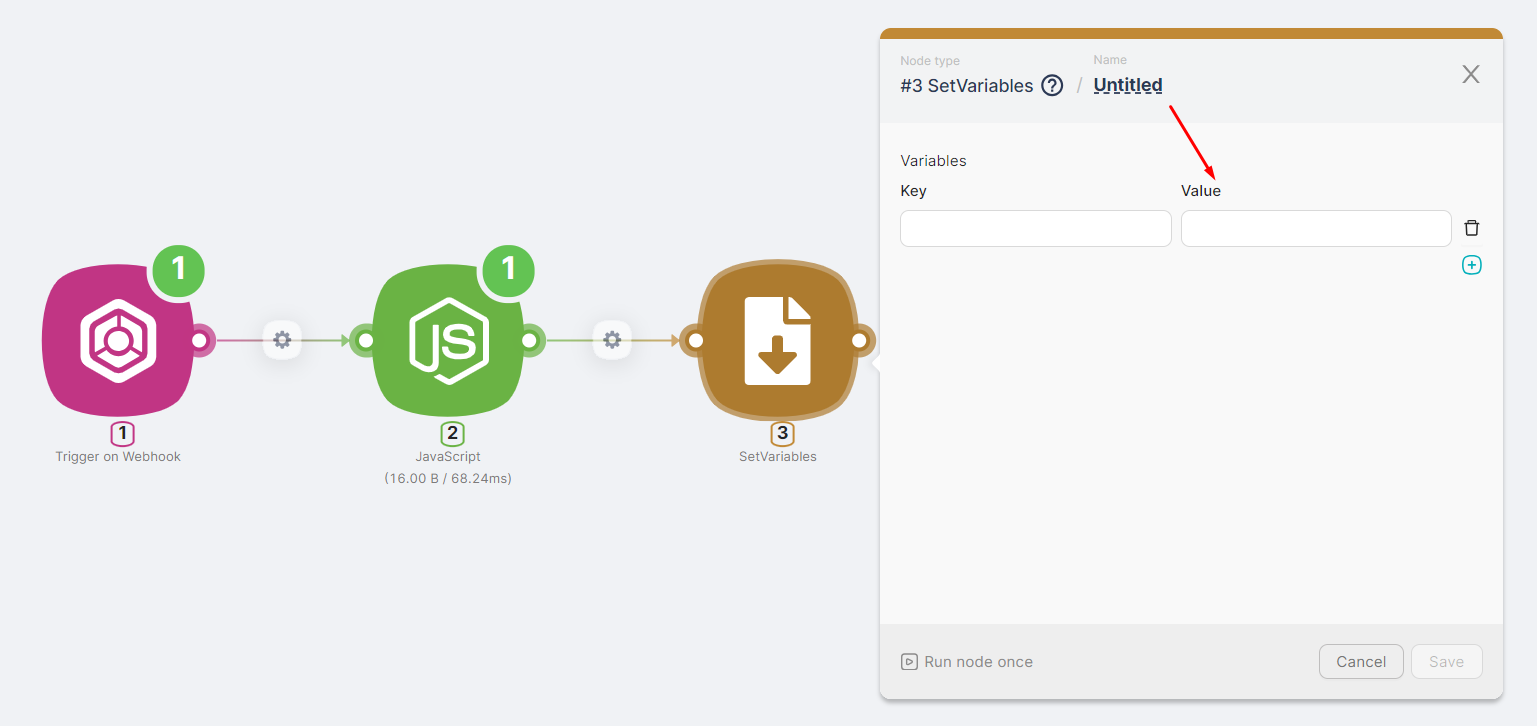 1
1
JS
1
Trigger on Webhook
2
JavaScript
(16.00 B / 68.24ms)
3
SetVariables
Node type
Name
#3 SetVariables ? / Untitled
X
Variables
Key
Value
Run node once
Cancel
Save